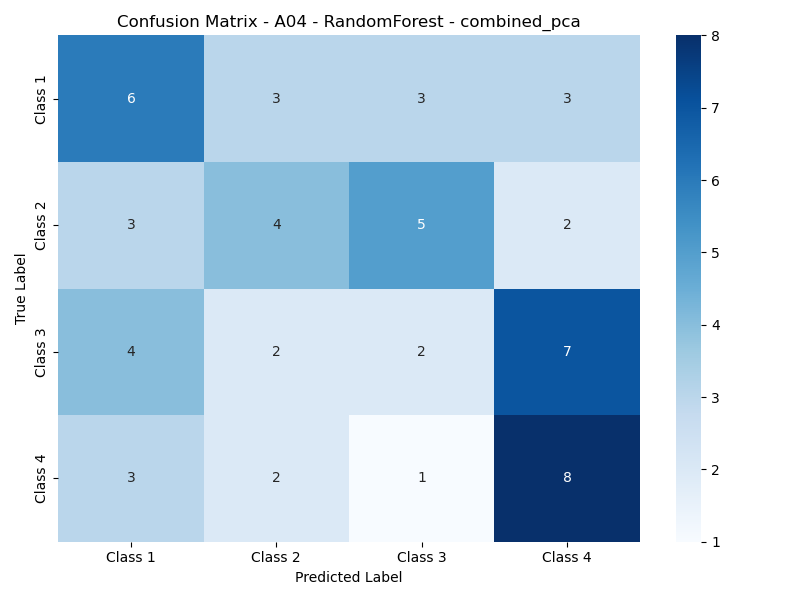 Confusion Matrix - A04 - RandomForest - combined_pca
True Label
Class 1
6 3 3 3
Class 2
3 4 5 2
Class 3
4 2 2 7
Class 4
3 2 1 8
Class 1 Class 2 Class 3 Class 4
Predicted Label
8
7
6
5
4
3
2
1